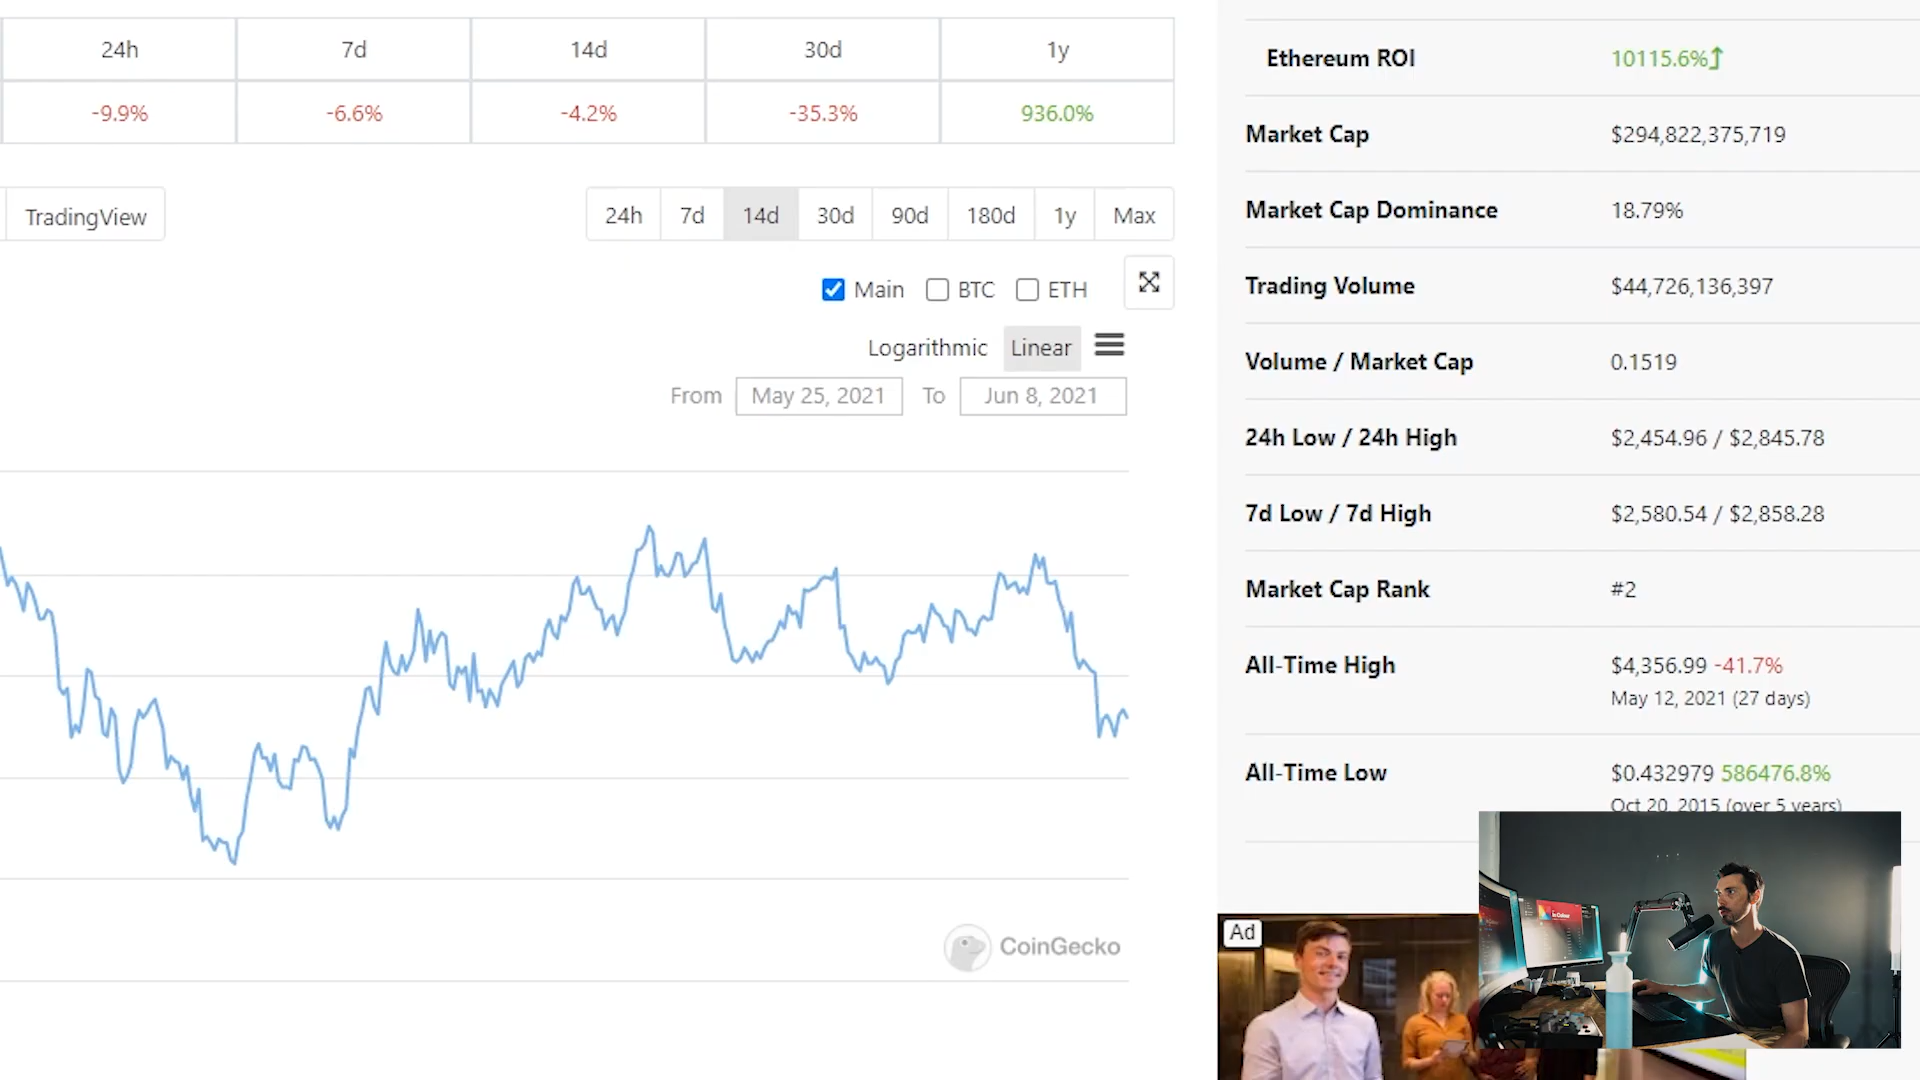 24h 7d 14d 30d 1y
-9.9% -6.6% -4.2% -35.3% 936.0%
TradingView
24h 7d 14d 30d 90d 180d 1y Max
Main BTC ETH
Logarithmic Linear
From May 25, 2021 To Jun 8, 2021
CoinGecko
Ethereum ROI 10115.6%
Market Cap $294,822,375,719
Market Cap Dominance 18.79%
Trading Volume $44,726,136,397
Volume / Market Cap 0.1519
24h Low / 24h High $2,454.96 / $2,845.78
7d Low / 7d High $2,580.54 / $2,858.28
Market Cap Rank #2
All-Time High $4,356.99 -41.7%
May 12, 2021 (27 days)
All-Time Low $0.432979 586476.8%
Oct 20, 2015 (over 5 years)
Ad